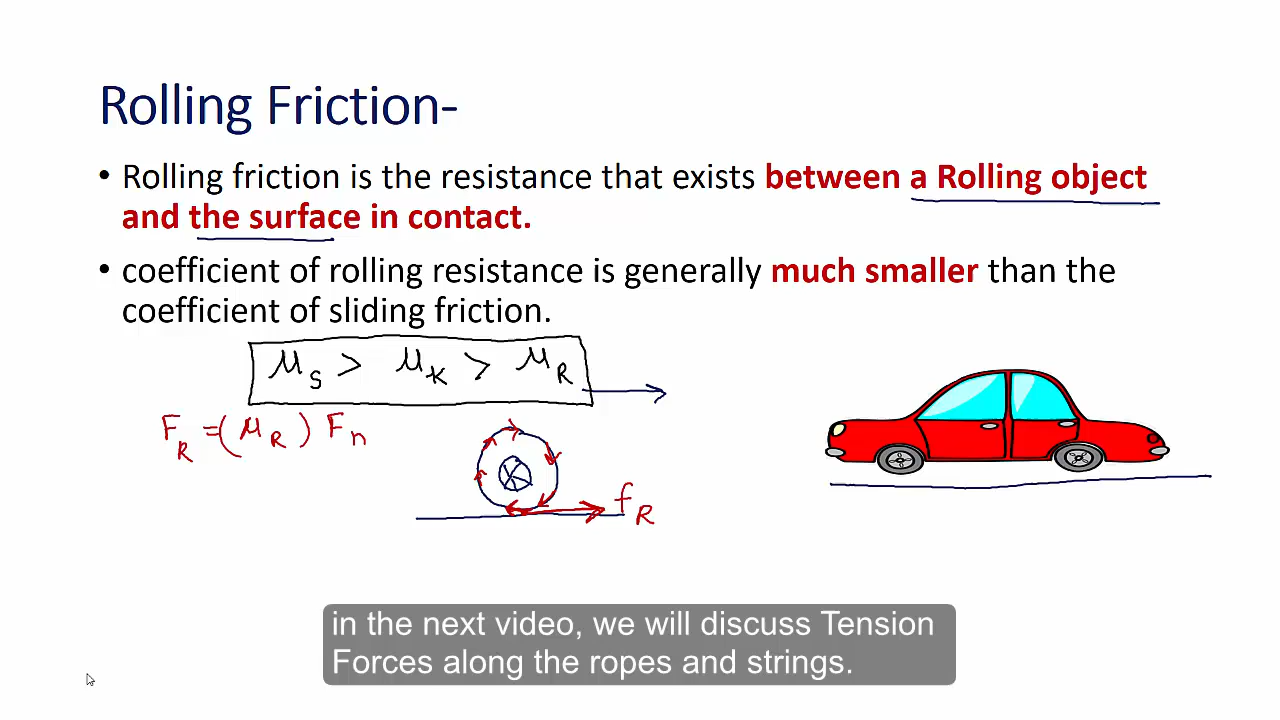 Rolling Friction-
• Rolling friction is the resistance that exists between a Rolling object
and the surface in contact.
• coefficient of rolling resistance is generally much smaller than the
coefficient of sliding friction.
μs > μk > μR
FR = (μR) Fn
fR
in the next video, we will discuss Tension
Forces along the ropes and strings.